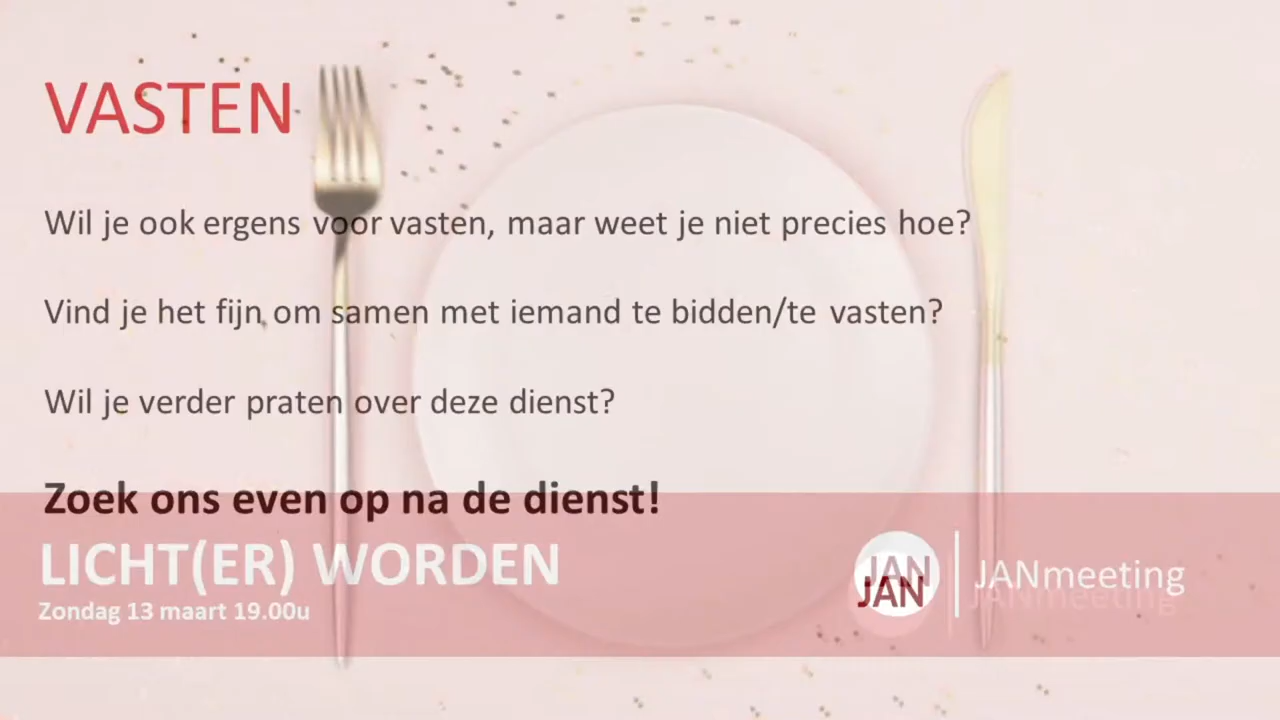 VASTEN
Wil je ook ergens voor vasten, maar weet je niet precies hoe?
Vind je het fijn om samen met iemand te bidden/te vasten?
Wil je verder praten over deze dienst?
Zoek ons even op na de dienst!
LICHT(ER) WORDEN
Zondag 13 maart 19.00u
JAN
JAN
JANmeeting
JANmeeting